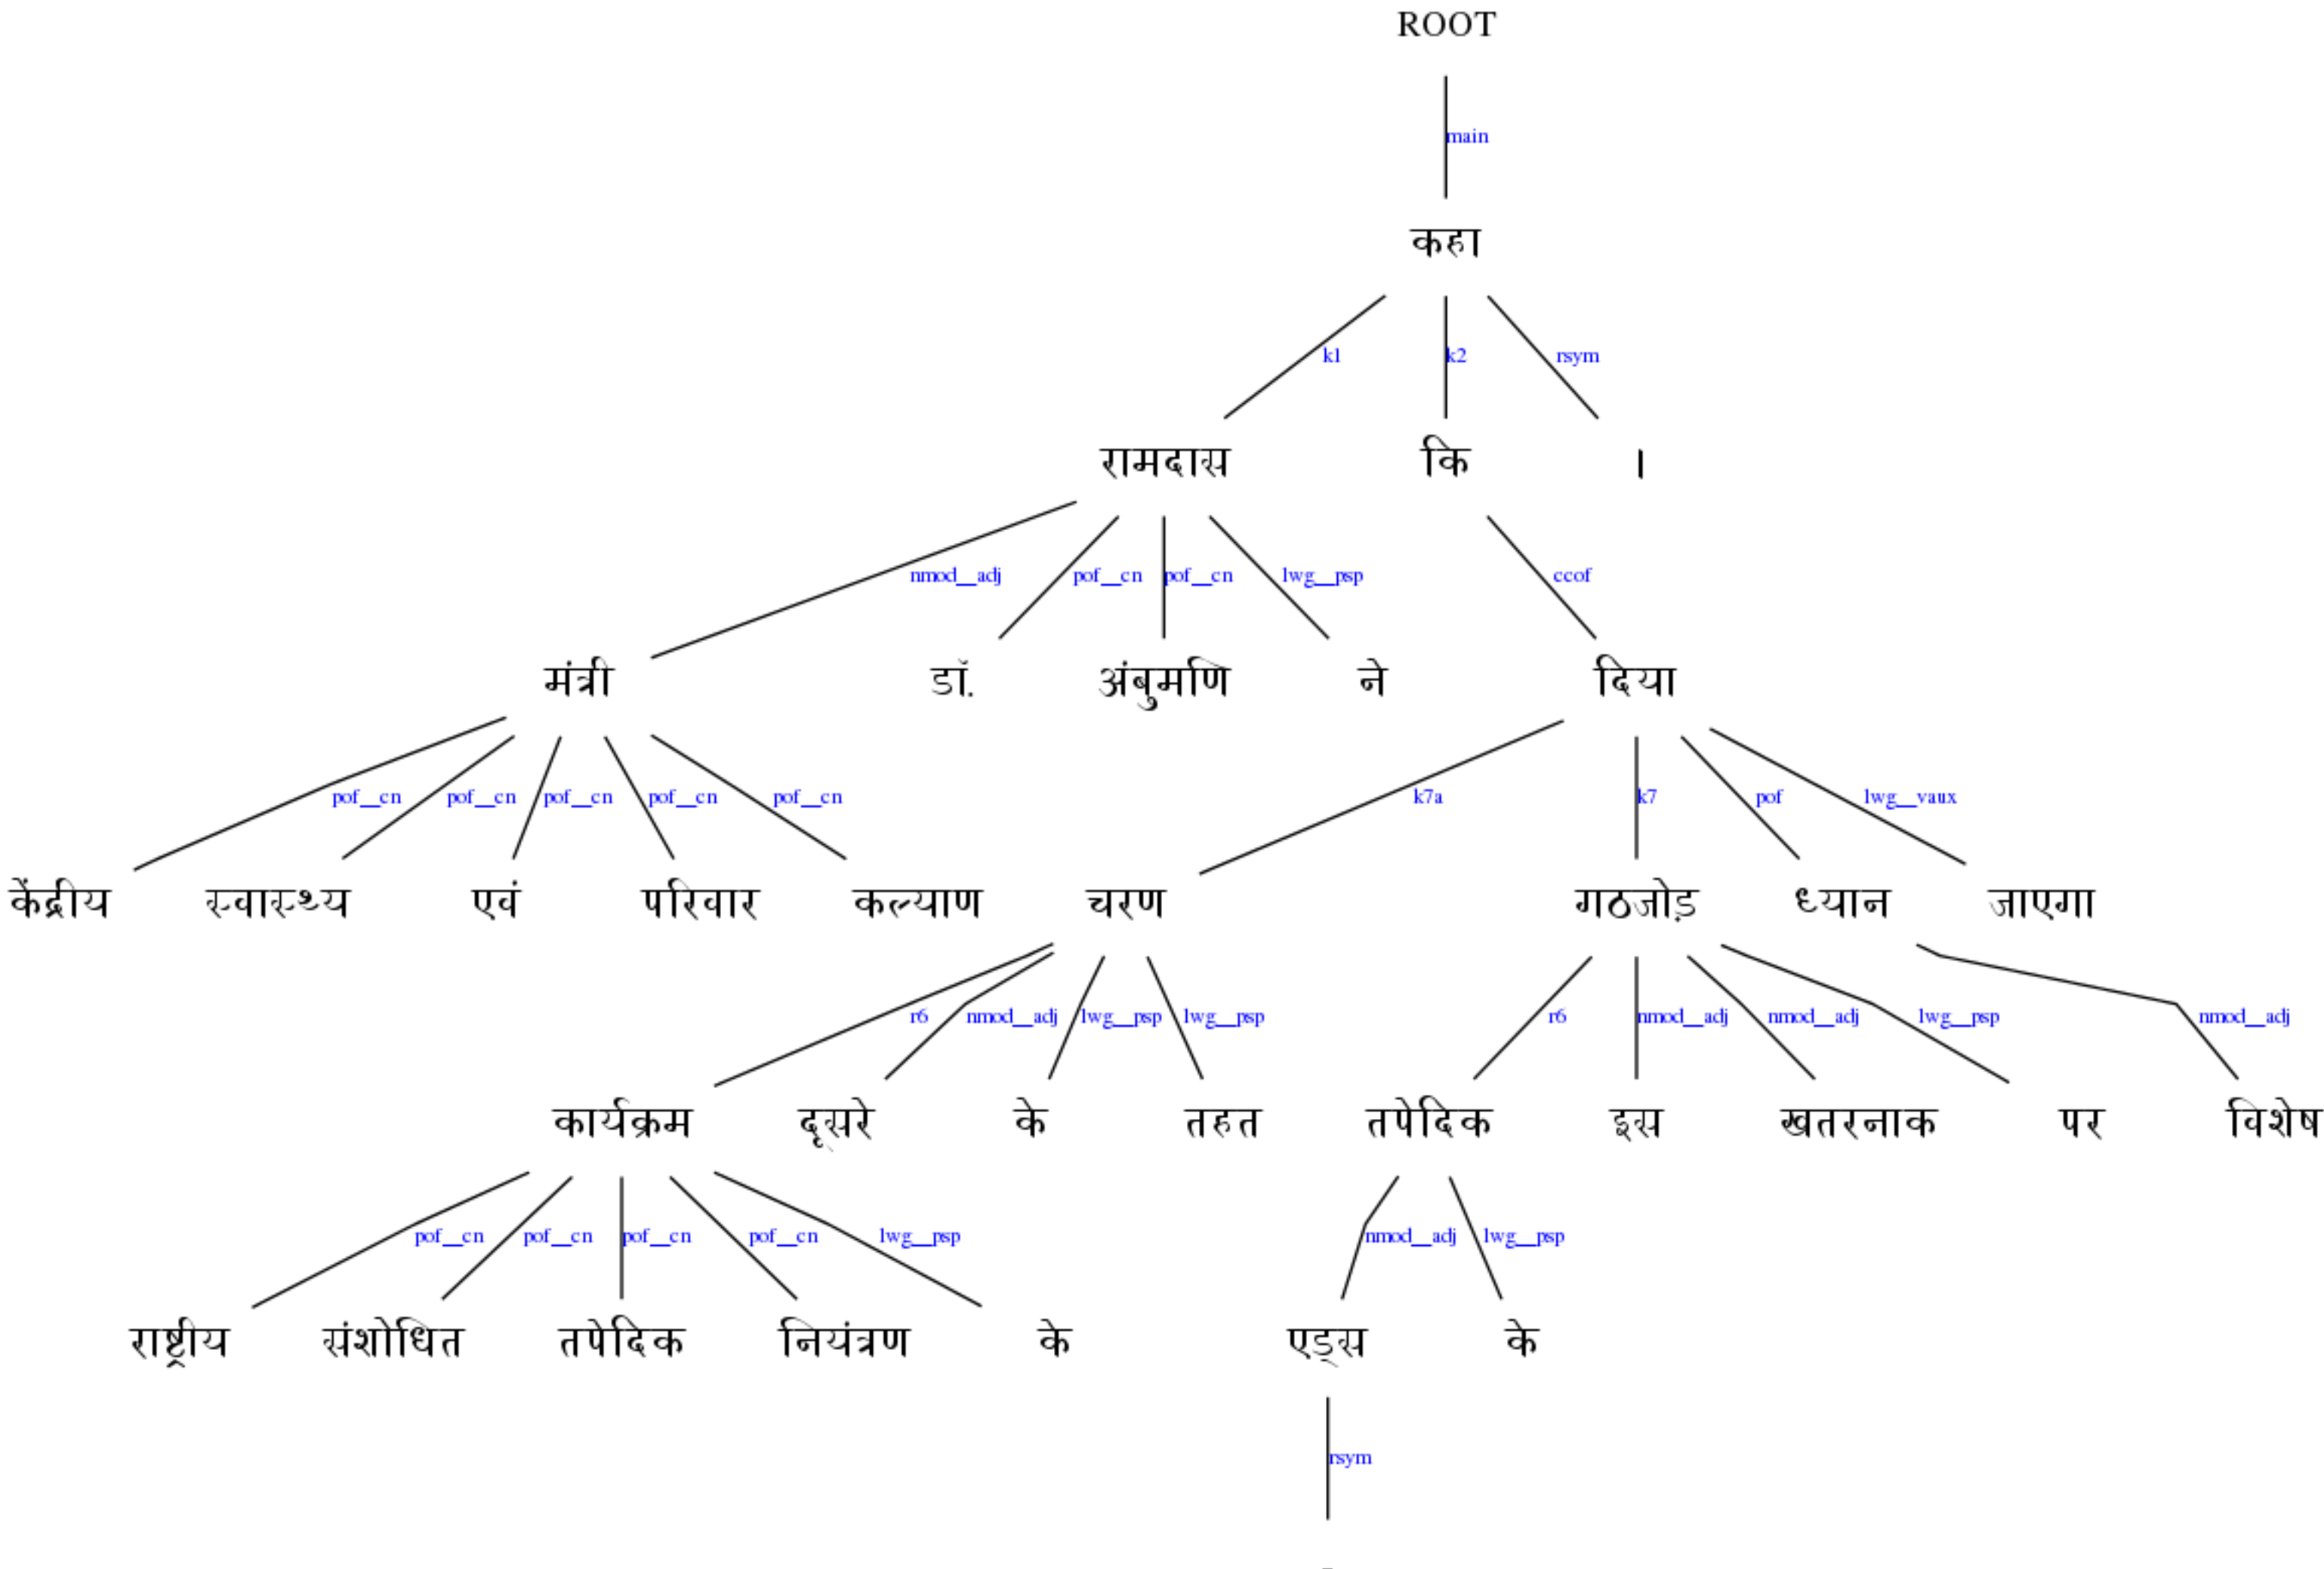 ROOT
main
कहा
k1 k2 rsym
रामदास कि ।
nmod__adj pof__cn pof__cn lwg__psp ccof
मंत्री डॉ. अंबुमणि ने दिया
pof__cn pof__cn pof__cn pof__cn pof__cn k7a k7 pof lwg__vaux
केंद्रीय स्वास्थ्य एवं परिवार कल्याण चरण गठजोड़ ध्यान जाएगा
r6 nmod__adj lwg__psp lwg__psp r6 nmod__adj nmod__adj lwg__psp nmod__adj
कार्यक्रम दूसरे के तहत तपेदिक इस खतरनाक पर विशेष
pof__cn pof__cn pof__cn pof__cn lwg__psp nmod__adj lwg__psp
राष्ट्रीय संशोधित तपेदिक नियंत्रण के एड्स के
rsym
-